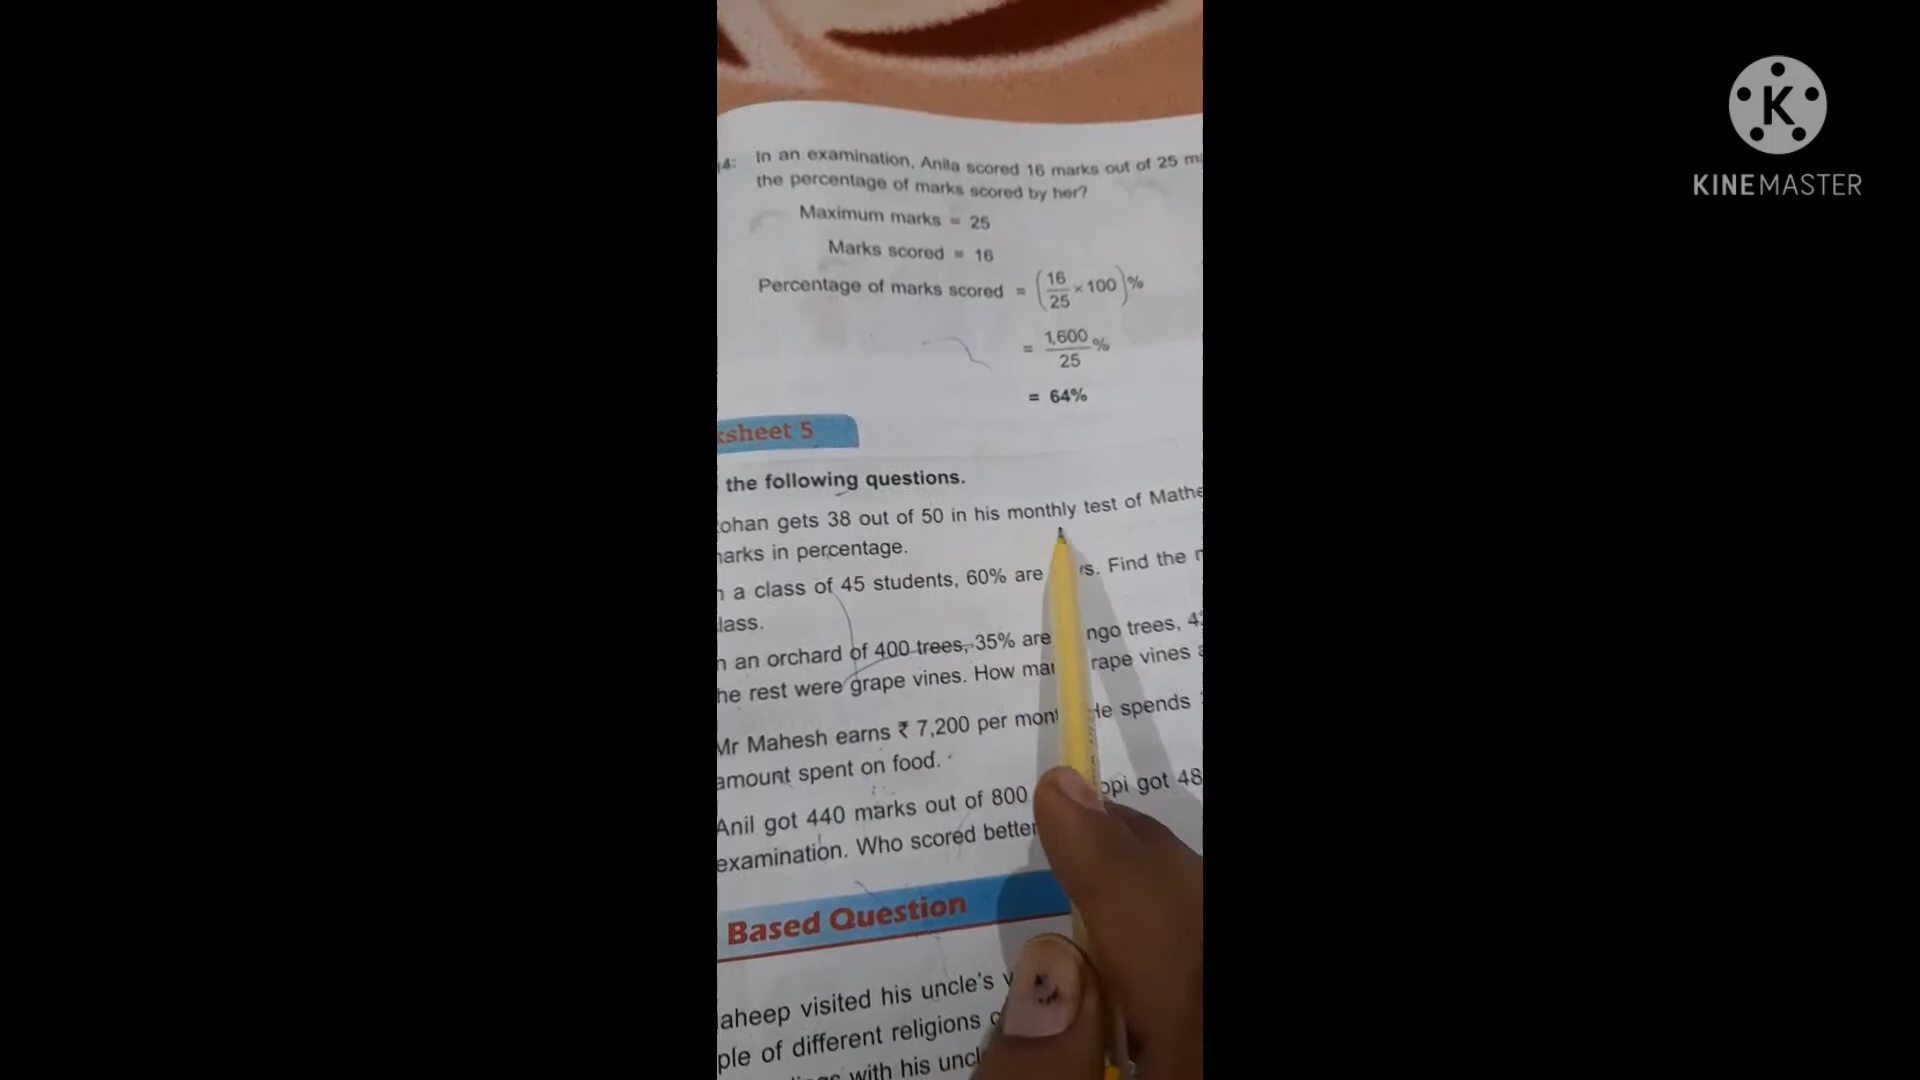 In an examination, Anita scored 16 marks out of 25
the percentage of marks scored by her?
Maximum marks = 25
Marks scored = 16
Percentage of marks scored = (16/25 × 100)%
= 1,600/25 %
= 64%
sheet 5
the following questions.
ohan gets 38 out of 50 in his monthly test of Mathe
arks in percentage.
a class of 45 students, 60% are rs. Find the
lass.
n an orchard of 400 trees, 35% are ngo trees, 4
he rest were grape vines. How rape vines
Mr Mahesh earns ₹ 7,200 per mont He spends
amount spent on food.
Anil got 440 marks out of 800 opi got 48
examination. Who scored better
Based Question
aheep visited his uncle's
ple of different religions
with his uncl
KINEMASTER